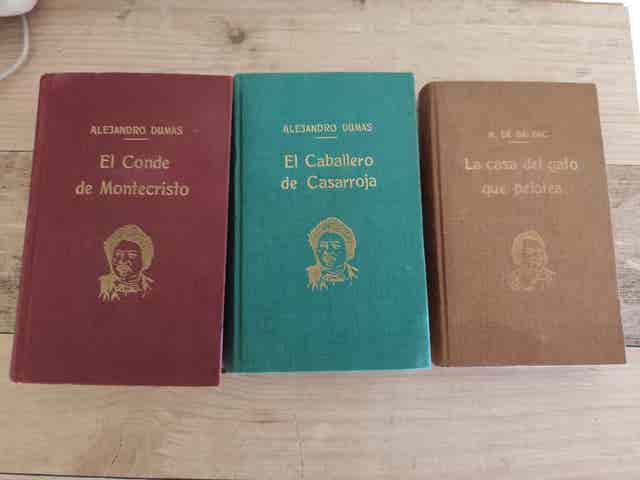 ALEJANDRO DUMAS
El Conde
de Montecristo
ALEJANDRO DUMAS
El Caballero
de Casarroja
H. DE BALZAC
La casa del gato
que pelotea